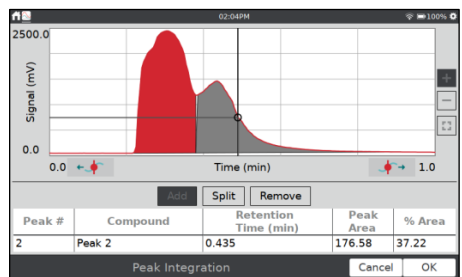 02:04PM 100%
2500.0
Signal (mV)
0.0
0.0 Time (min) 1.0
Add Split Remove
Peak # Compound Retention Time (min) Peak Area % Area
2 Peak 2 0.435 176.58 37.22
Peak Integration Cancel OK